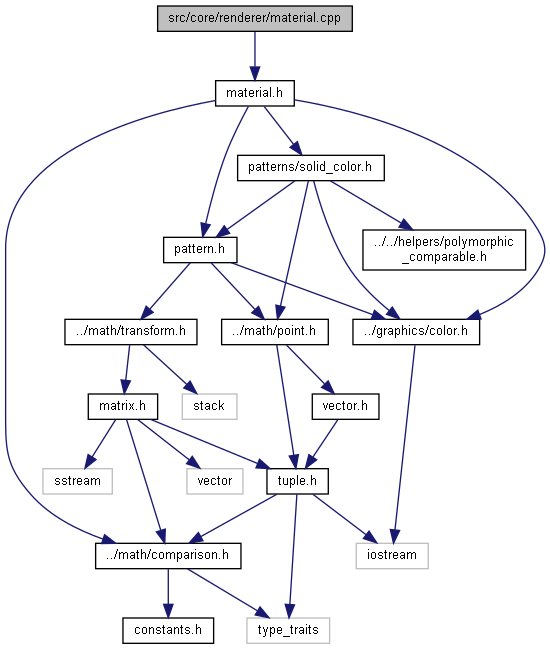 src/core/renderer/material.cpp
material.h
patterns/solid_color.h
pattern.h
../../helpers/polymorphic
_comparable.h
../math/transform.h
../math/point.h
../graphics/color.h
matrix.h
stack
vector.h
sstream
vector
tuple.h
../math/comparison.h
iostream
constants.h
type_traits